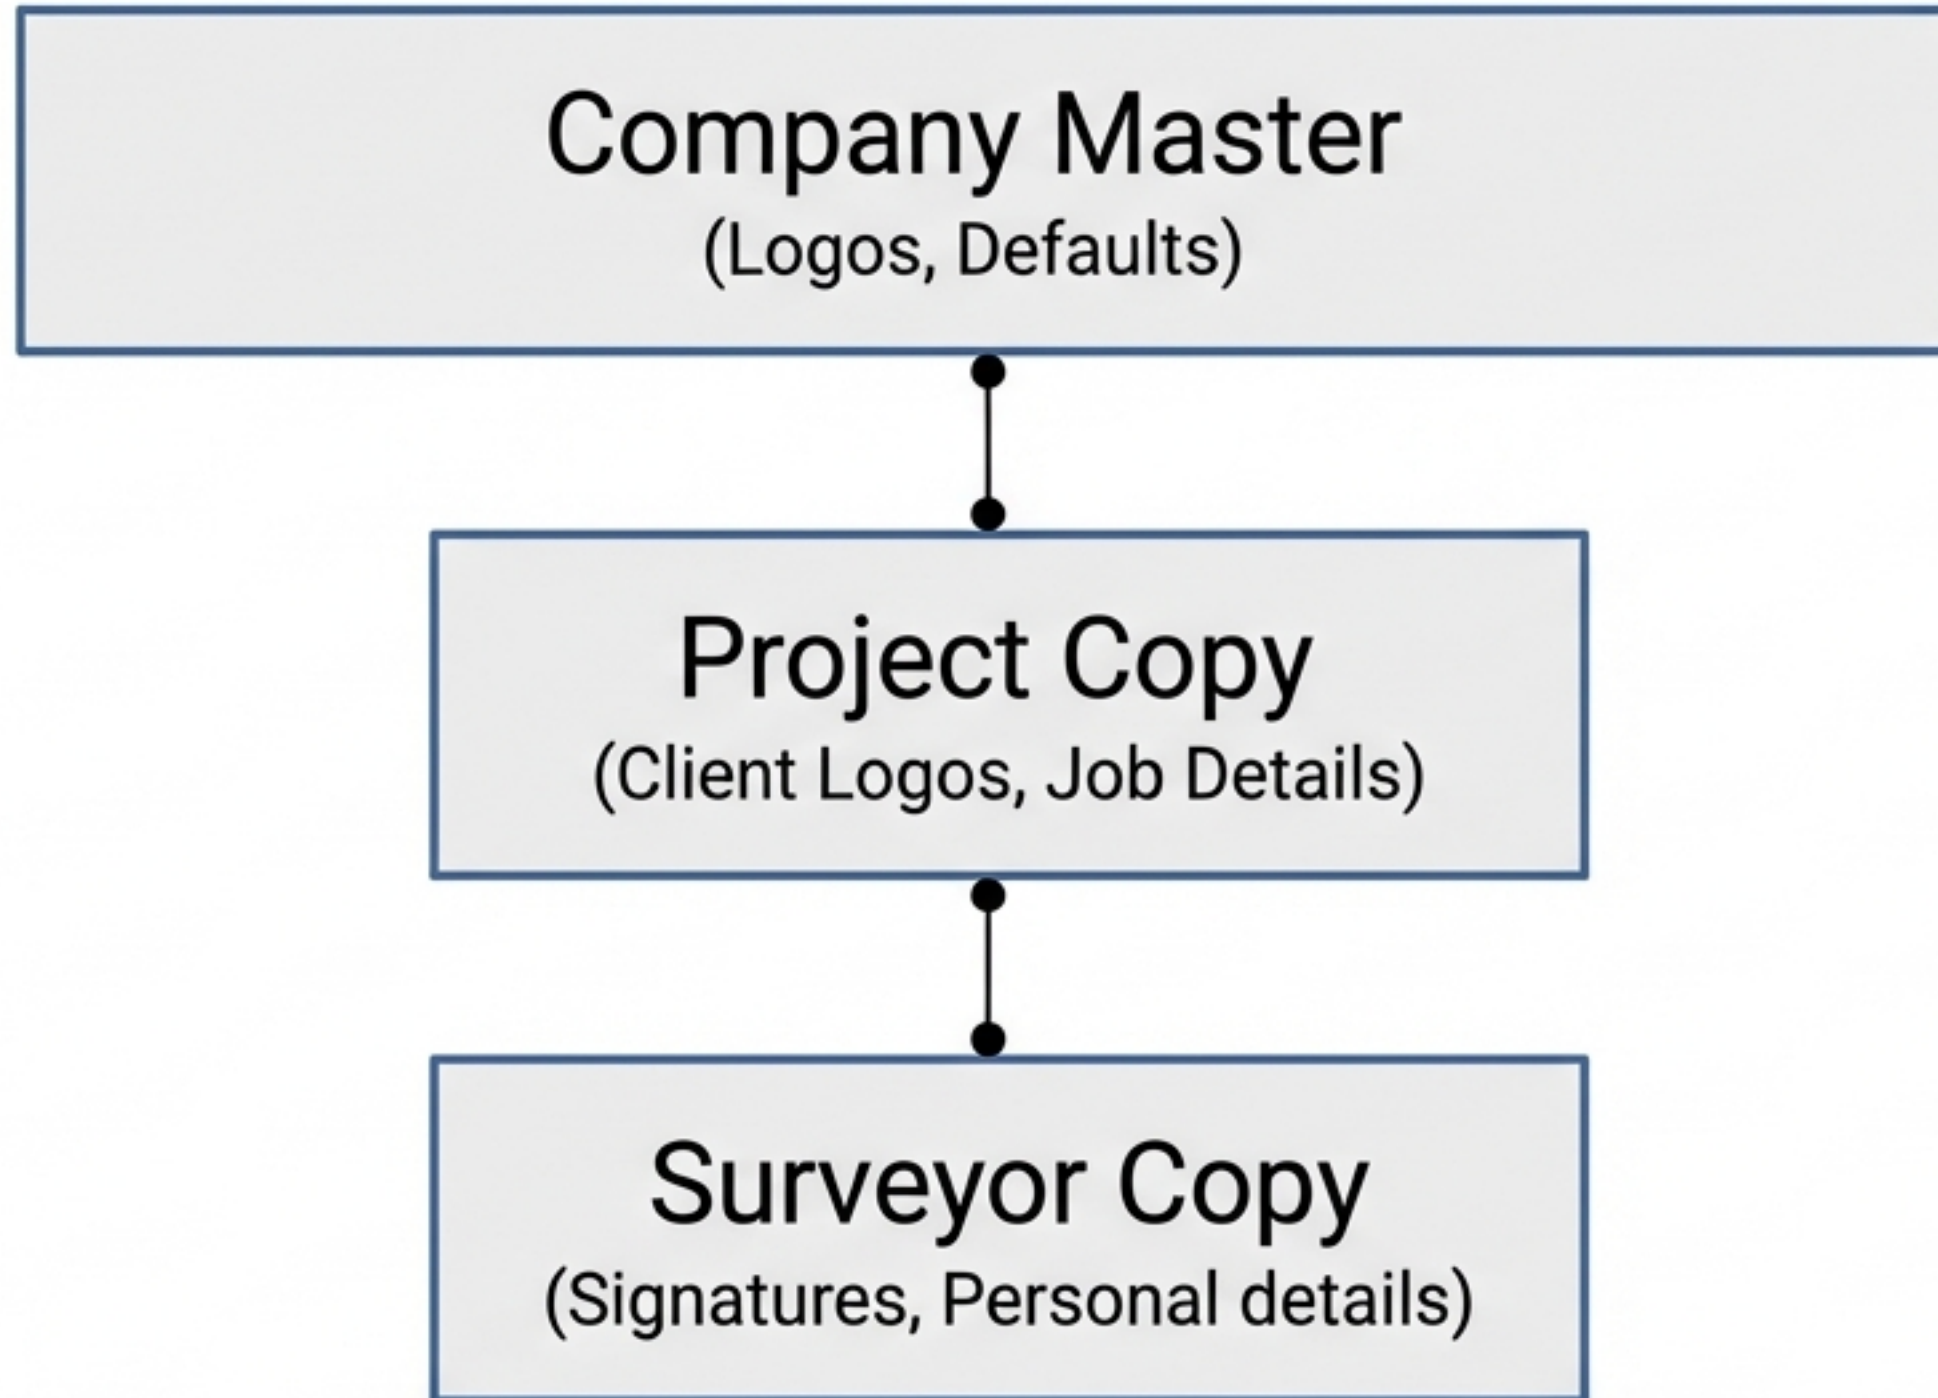 Company Master
(Logos, Defaults)
Project Copy
(Client Logos, Job Details)
Surveyor Copy
(Signatures, Personal details)